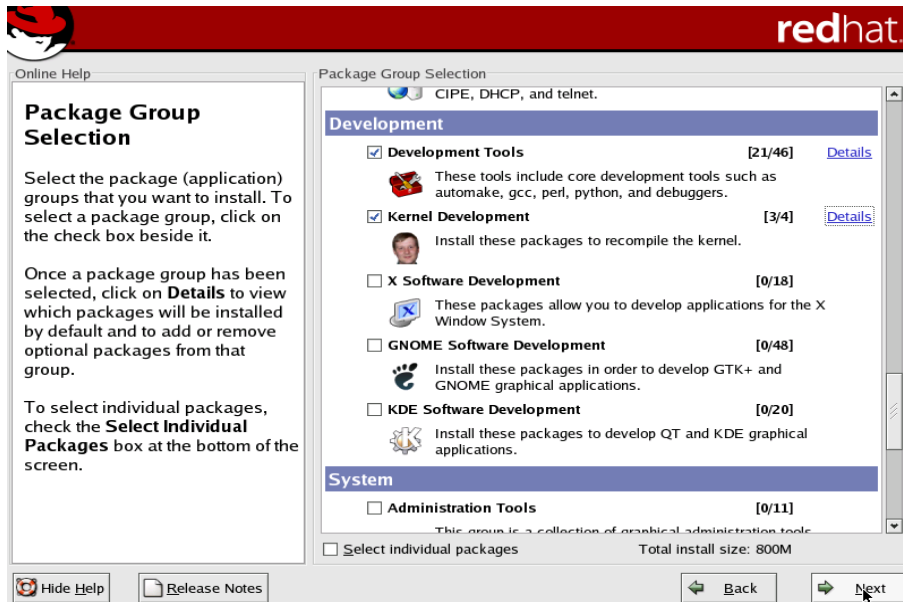 redhat.
Online Help
Package Group
Selection
Select the package (application)
groups that you want to install. To
select a package group, click on
the check box beside it.
Once a package group has been
selected, click on Details to view
which packages will be installed
by default and to add or remove
optional packages from that
group.
To select individual packages,
check the Select Individual
Packages box at the bottom of the
screen.
Package Group Selection
CIPE, DHCP, and telnet.
Development
Development Tools [21/46] Details
These tools include core development tools such as
automake, gcc, perl, python, and debuggers.
Kernel Development [3/4] Details
Install these packages to recompile the kernel.
X Software Development [0/18]
These packages allow you to develop applications for the X
Window System.
GNOME Software Development [0/48]
Install these packages in order to develop GTK+ and
GNOME graphical applications.
KDE Software Development [0/20]
Install these packages to develop QT and KDE graphical
applications.
System
Administration Tools [0/11]
This group is a collection of graphical administration tools
Select individual packages Total install size: 800M
Hide Help Release Notes Back Next